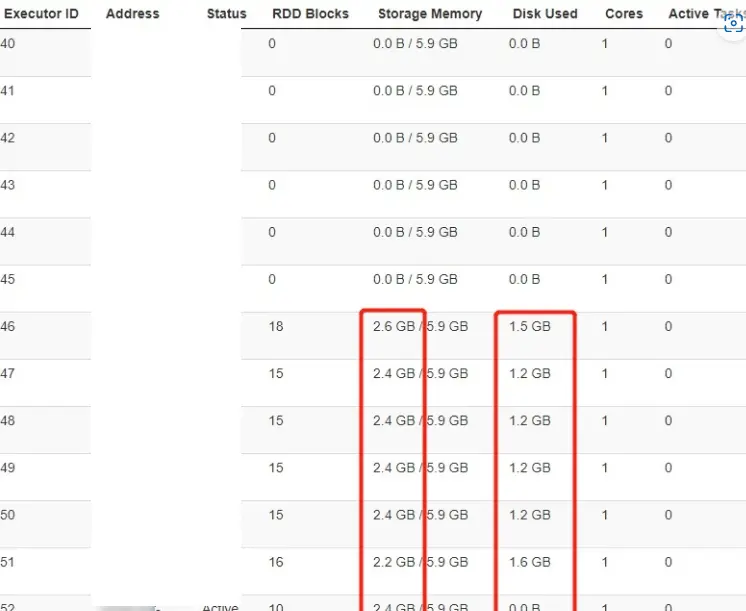 Executor ID Address Status RDD Blocks Storage Memory Disk Used Cores Active Tasks
40 0 0.0 B / 5.9 GB 0.0 B 1 0
41 0 0.0 B / 5.9 GB 0.0 B 1 0
42 0 0.0 B / 5.9 GB 0.0 B 1 0
43 0 0.0 B / 5.9 GB 0.0 B 1 0
44 0 0.0 B / 5.9 GB 0.0 B 1 0
45 0 0.0 B / 5.9 GB 0.0 B 1 0
46 18 2.6 GB / 5.9 GB 1.5 GB 1 0
47 15 2.4 GB / 5.9 GB 1.2 GB 1 0
48 15 2.4 GB / 5.9 GB 1.2 GB 1 0
49 15 2.4 GB / 5.9 GB 1.2 GB 1 0
50 15 2.4 GB / 5.9 GB 1.2 GB 1 0
51 16 2.2 GB / 5.9 GB 1.6 GB 1 0
52 Active 10 2.4 GB / 5.9 GB 0.0 B 1 0